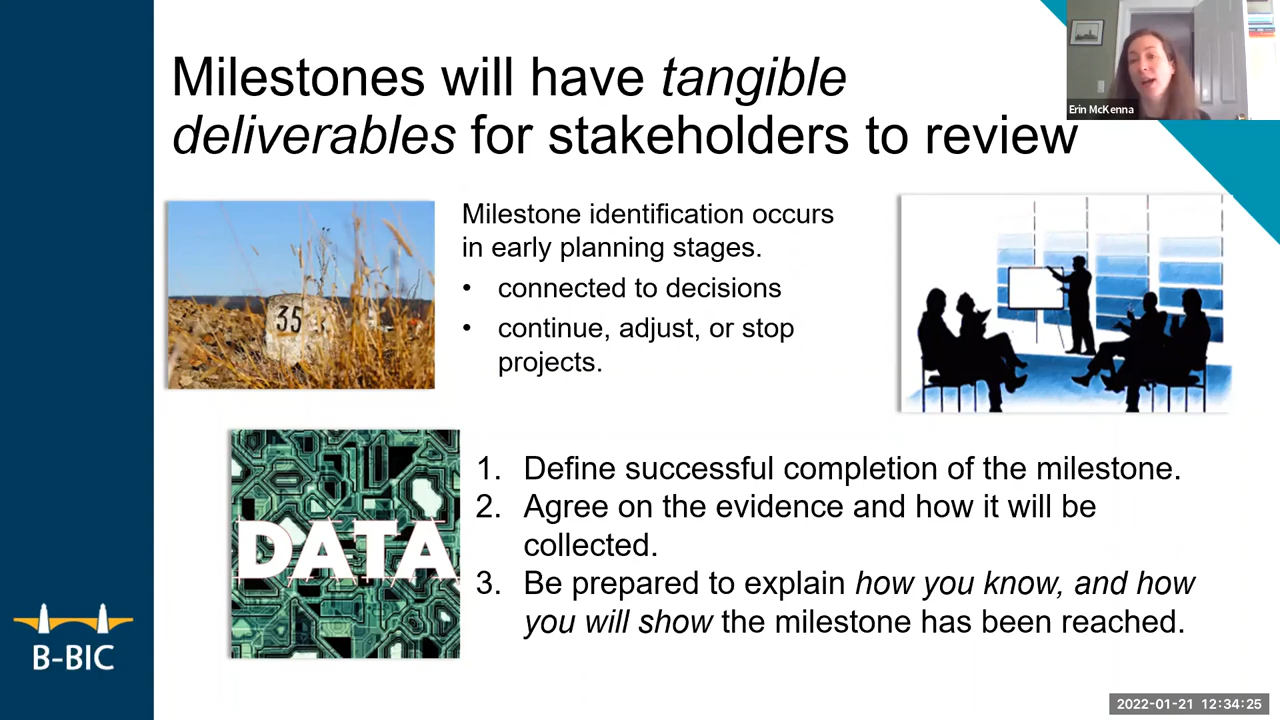 Milestones will have tangible
deliverables for stakeholders to review
Erin McKenna
35
Milestone identification occurs
in early planning stages.
• connected to decisions
• continue, adjust, or stop
projects.
DATA
1. Define successful completion of the milestone.
2. Agree on the evidence and how it will be
collected.
3. Be prepared to explain how you know, and how
you will show the milestone has been reached.
B-BIC
2022-01-21 12:34:25